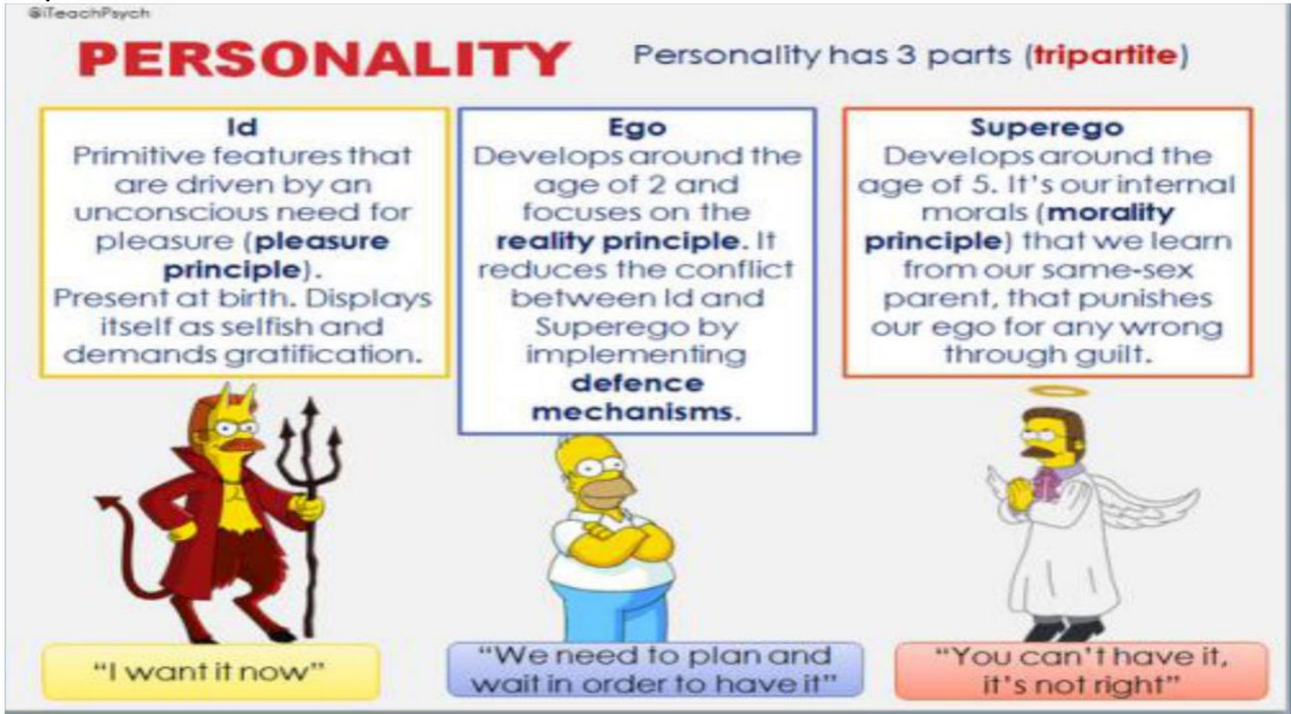 @iTeachPsych
PERSONALITY
Personality has 3 parts (tripartite)
Id
Primitive features that
are driven by an
unconscious need for
pleasure (pleasure
principle).
Present at birth. Displays
itself as selfish and
demands gratification.
Ego
Develops around the
age of 2 and
focuses on the
reality principle. It
reduces the conflict
between Id and
Superego by
implementing
defence
mechanisms.
Superego
Develops around the
age of 5. It's our internal
morals (morality
principle) that we learn
from our same-sex
parent, that punishes
our ego for any wrong
through guilt.
"I want it now"
"We need to plan and
wait in order to have it"
"You can't have it,
it's not right"